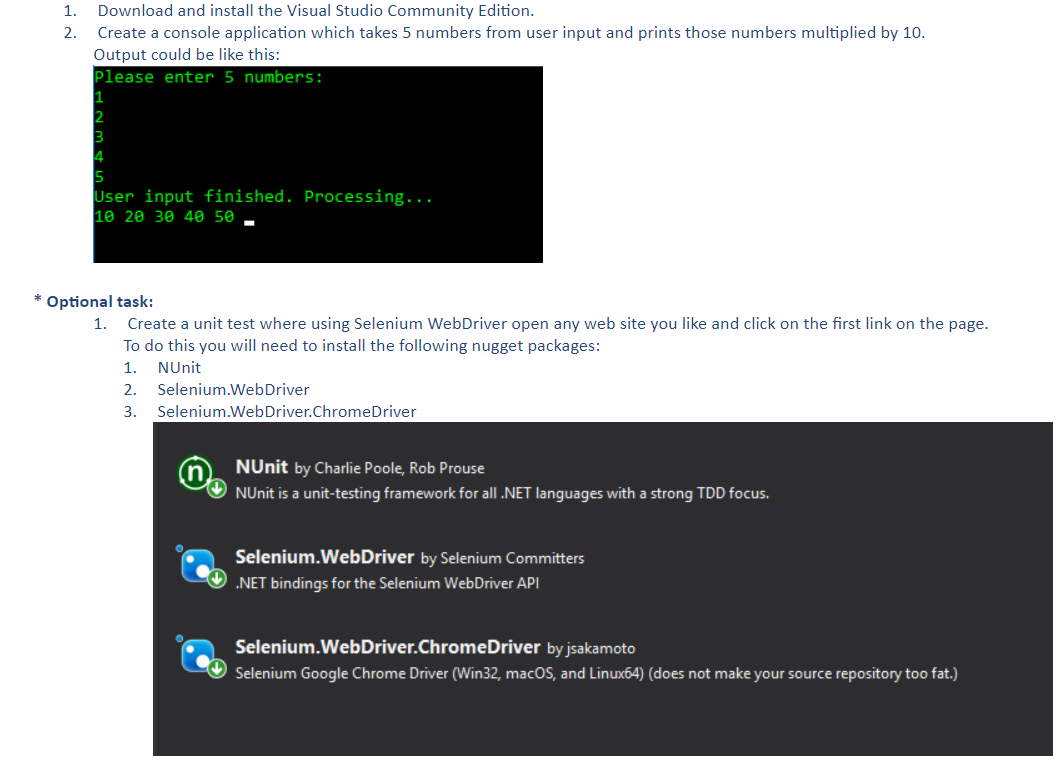 1. Download and install the Visual Studio Community Edition.
2. Create a console application which takes 5 numbers from user input and prints those numbers multiplied by 10.
Output could be like this:
Please enter 5 numbers:
1
2
3
4
5
User input finished. Processing...
10 20 30 40 50
* Optional task:
1. Create a unit test where using Selenium WebDriver open any web site you like and click on the first link on the page.
To do this you will need to install the following nugget packages:
1. NUnit
2. Selenium.WebDriver
3. Selenium.WebDriver.ChromeDriver
n
NUnit by Charlie Poole, Rob Prouse
NUnit is a unit-testing framework for all .NET languages with a strong TDD focus.
Selenium.WebDriver by Selenium Committers
.NET bindings for the Selenium WebDriver API
Selenium.WebDriver.ChromeDriver by jsakamoto
Selenium Google Chrome Driver (Win32, macOS, and Linux64) (does not make your source repository too fat.)